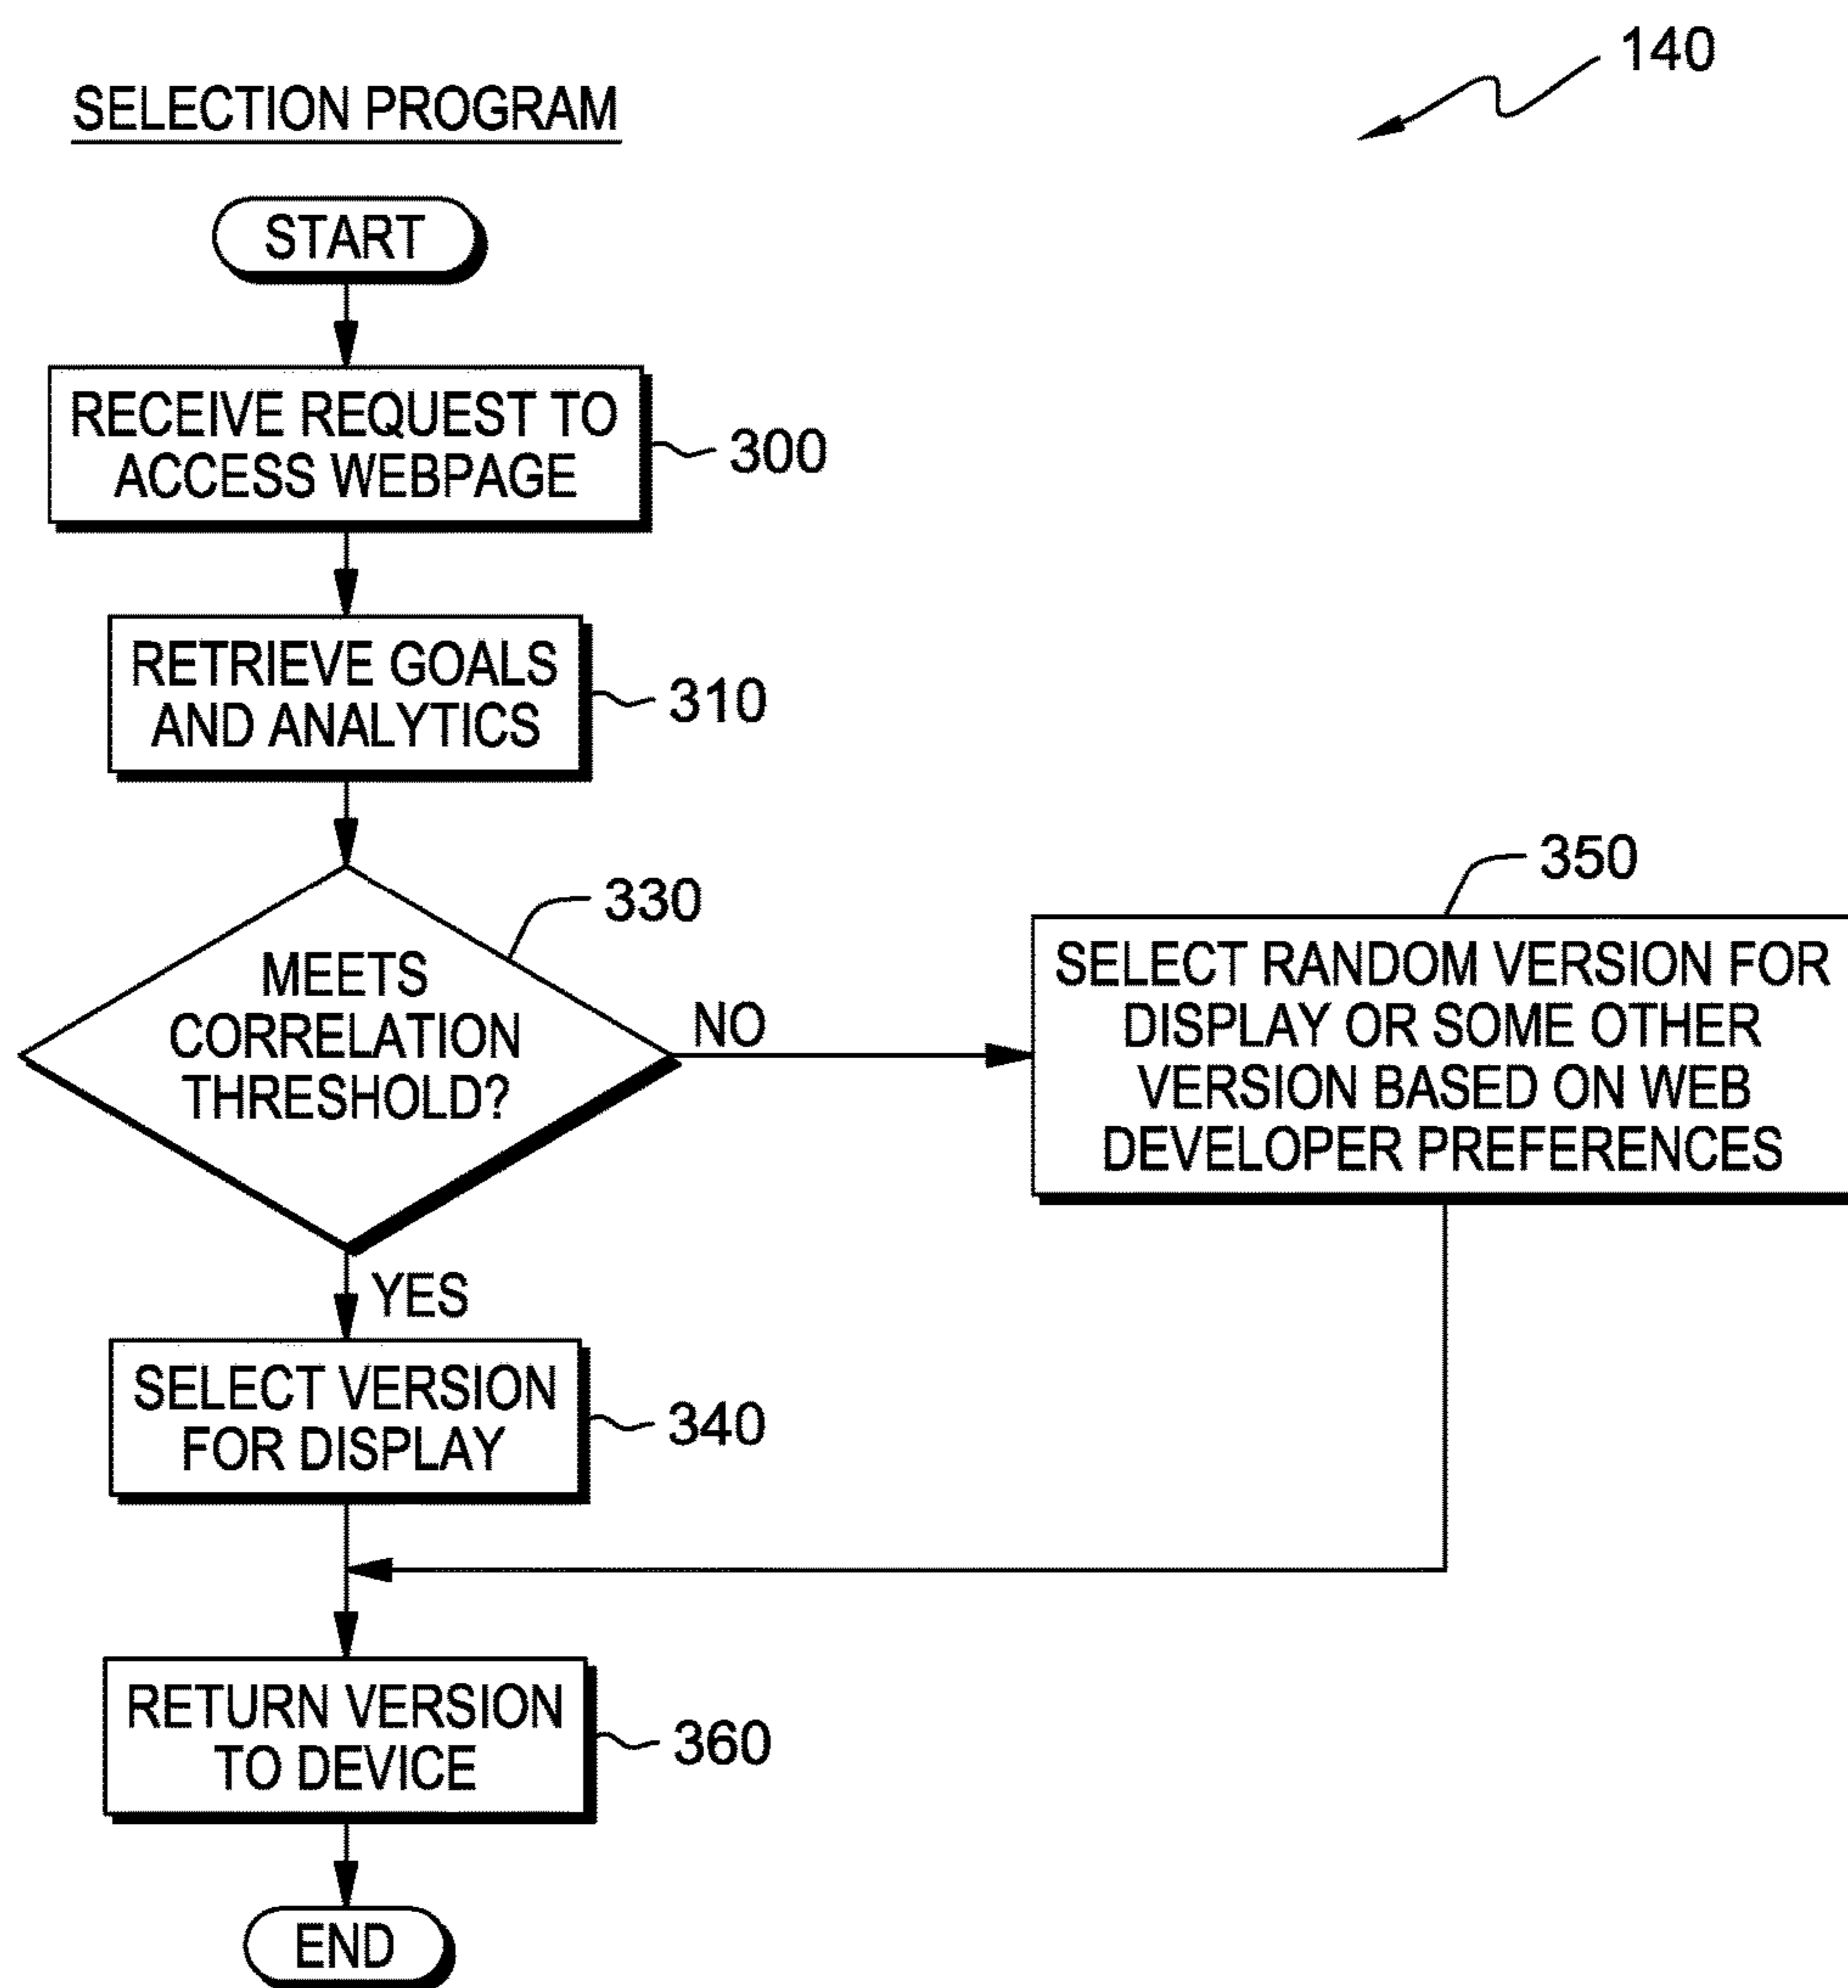 140
SELECTION PROGRAM
START
RECEIVE REQUEST TO
ACCESS WEBPAGE
300
RETRIEVE GOALS
AND ANALYTICS
310
330
MEETS
CORRELATION
THRESHOLD?
NO
350
SELECT RANDOM VERSION FOR
DISPLAY OR SOME OTHER
VERSION BASED ON WEB
DEVELOPER PREFERENCES
YES
SELECT VERSION
FOR DISPLAY
340
RETURN VERSION
TO DEVICE
360
END